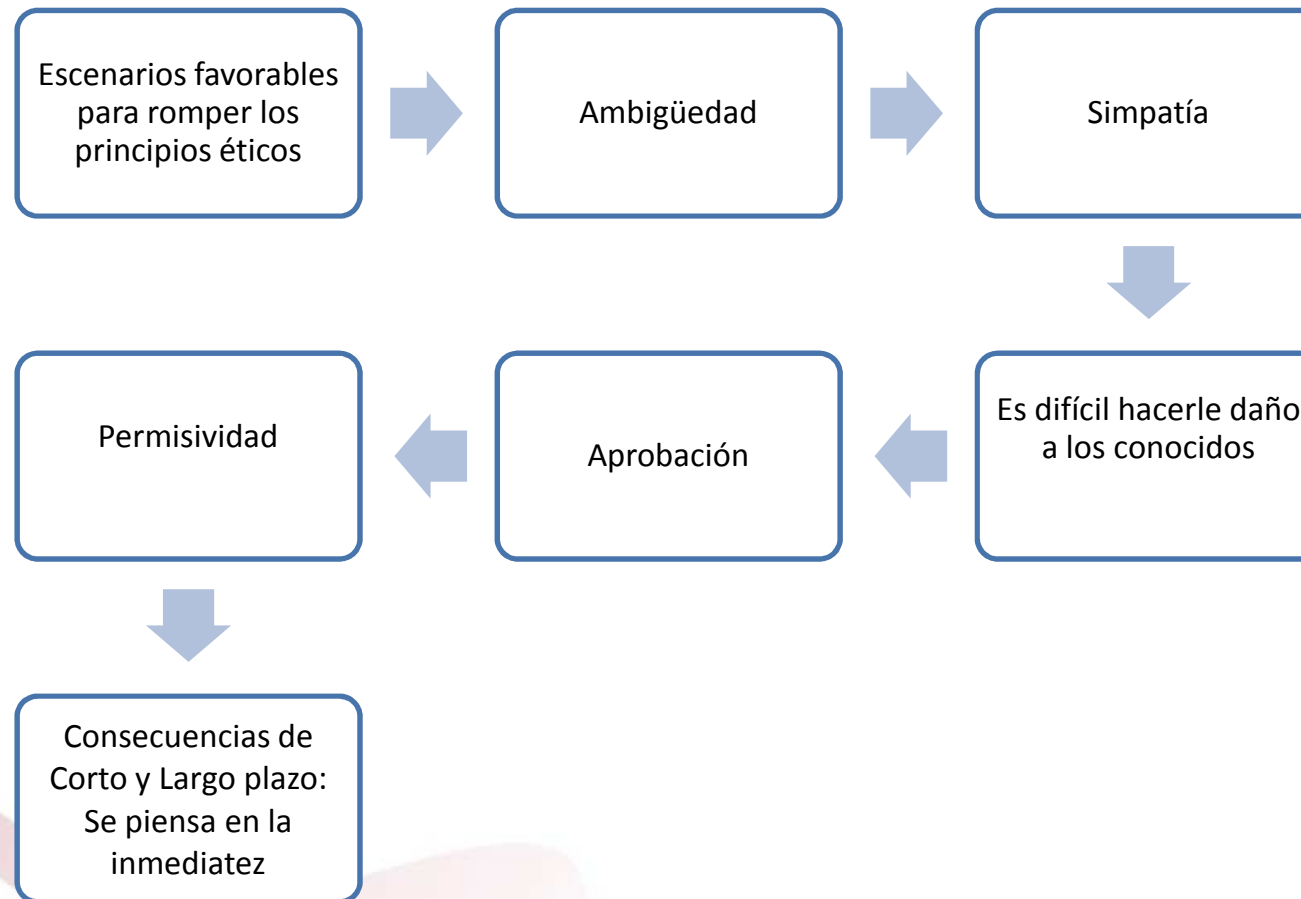 Escenarios favorables
para romper los
principios éticos
Ambigüedad
Simpatía
Es difícil hacerle daño
a los conocidos
Aprobación
Permisividad
Consecuencias de
Corto y Largo plazo:
Se piensa en la
inmediatez